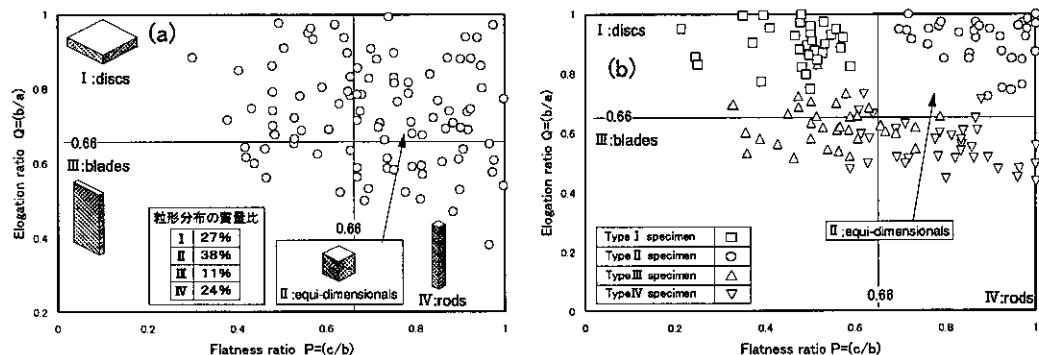 (a)
I :discs
0.66
III:blades
粒形分布の質量比
I 27%
II 38%
III 11%
IV 24%
0.66
II :equi-dimensionals
IV:rods
Elogation ratio Q=(b/a)
1
0.8
0.6
0.4
0.2
0
0.2
0.4
0.6
0.8
1
Flatness ratio P=(c/b)
(b)
I :discs
0.66
III:blades
II ;equi-dimensionals
Type I specimen
Type II specimen
Type III specimen
Type IV specimen
0.66
IV:rods
Elogation ratio Q=(b/a)
1
0.8
0.6
0.4
0.2
0
0
0.2
0.4
0.6
0.8
1
Flatness ratio P=(c/b)